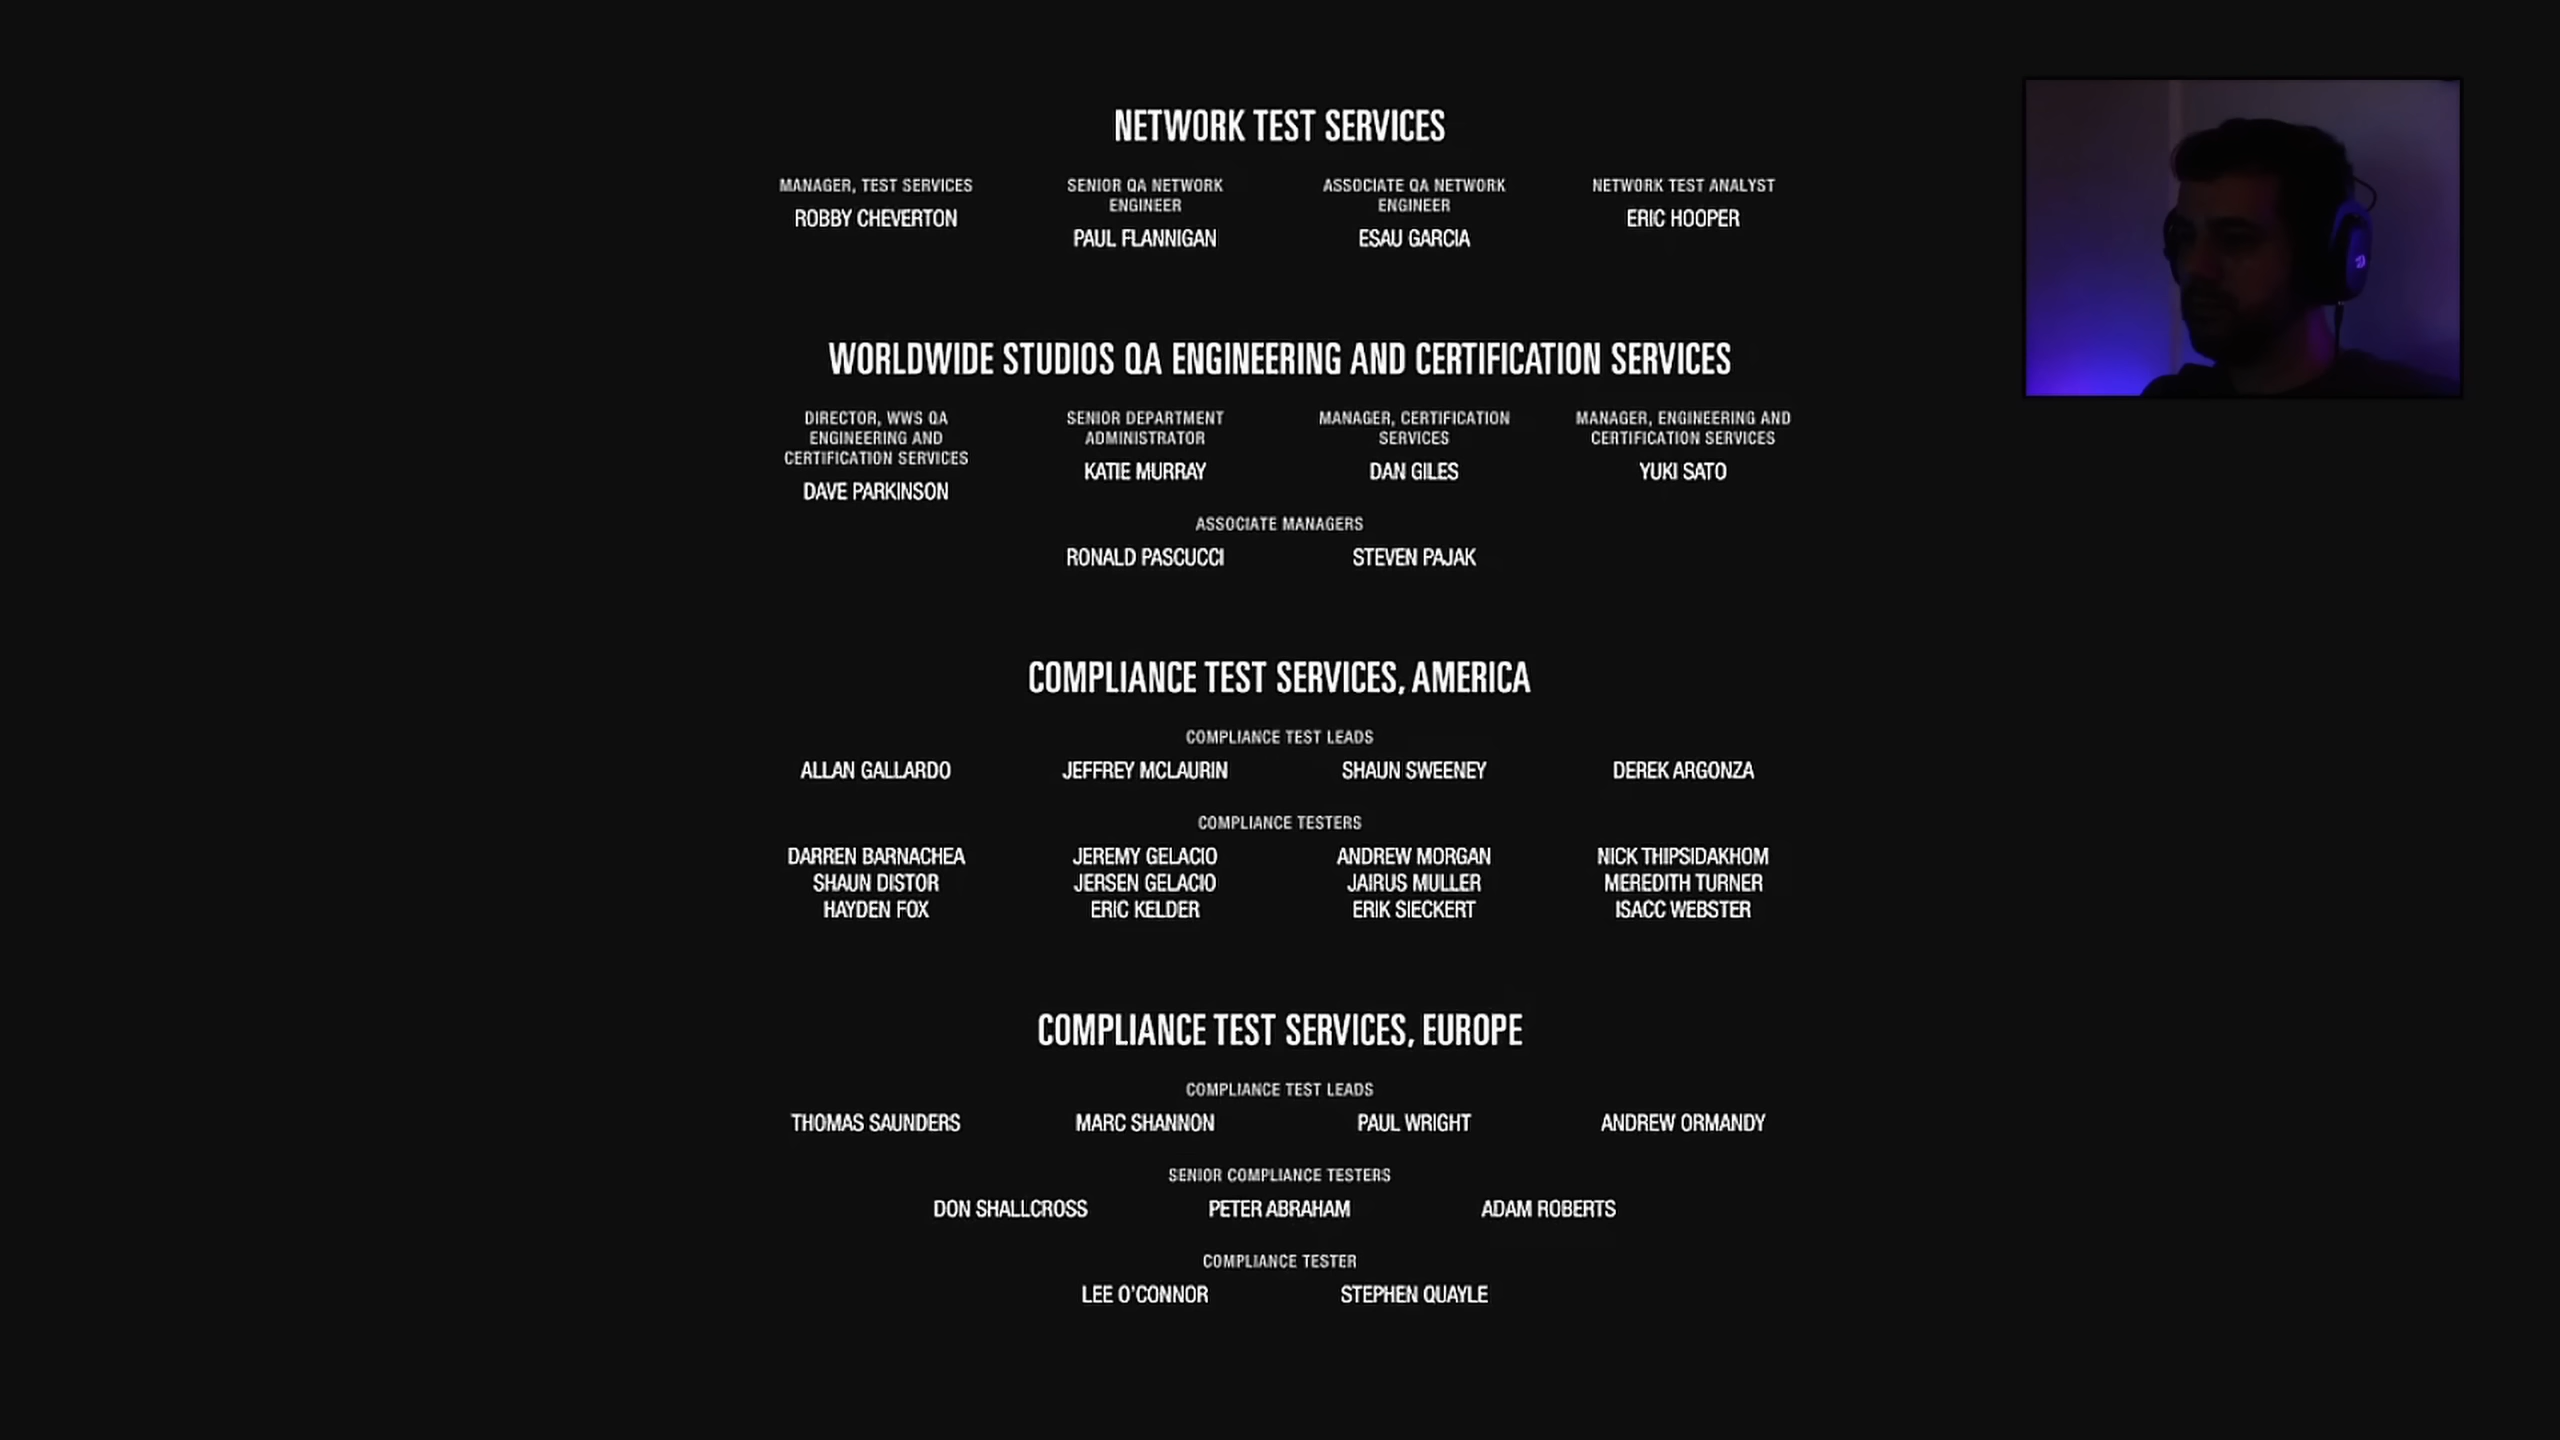 NETWORK TEST SERVICES
MANAGER, TEST SERVICES
ROBBY CHEVERTON
SENIOR QA NETWORK
ENGINEER
PAUL FLANNIGAN
ASSOCIATE QA NETWORK
ENGINEER
ESAU GARCIA
NETWORK TEST ANALYST
ERIC HOOPER
WORLDWIDE STUDIOS QA ENGINEERING AND CERTIFICATION SERVICES
DIRECTOR, WWS QA
ENGINEERING AND
CERTIFICATION SERVICES
DAVE PARKINSON
SENIOR DEPARTMENT
ADMINISTRATOR
KATIE MURRAY
MANAGER, CERTIFICATION
SERVICES
DAN GILES
MANAGER, ENGINEERING AND
CERTIFICATION SERVICES
YUKI SATO
ASSOCIATE MANAGERS
RONALD PASCUCCI STEVEN PAJAK
COMPLIANCE TEST SERVICES, AMERICA
COMPLIANCE TEST LEADS
ALLAN GALLARDO JEFFREY MCLAURIN SHAUN SWEENEY DEREK ARGONZA
COMPLIANCE TESTERS
DARREN BARNACHEA JEREMY GELACIO ANDREW MORGAN NICK THIPSIDAKHOM
SHAUN DISTOR JERSEN GELACIO JAIRUS MULLER MEREDITH TURNER
HAYDEN FOX ERIC KELDER ERIK SIECKERT ISACC WEBSTER
COMPLIANCE TEST SERVICES, EUROPE
COMPLIANCE TEST LEADS
THOMAS SAUNDERS MARC SHANNON PAUL WRIGHT ANDREW ORMANDY
SENIOR COMPLIANCE TESTERS
DON SHALLCROSS PETER ABRAHAM ADAM ROBERTS
COMPLIANCE TESTER
LEE O'CONNOR STEPHEN QUAYLE